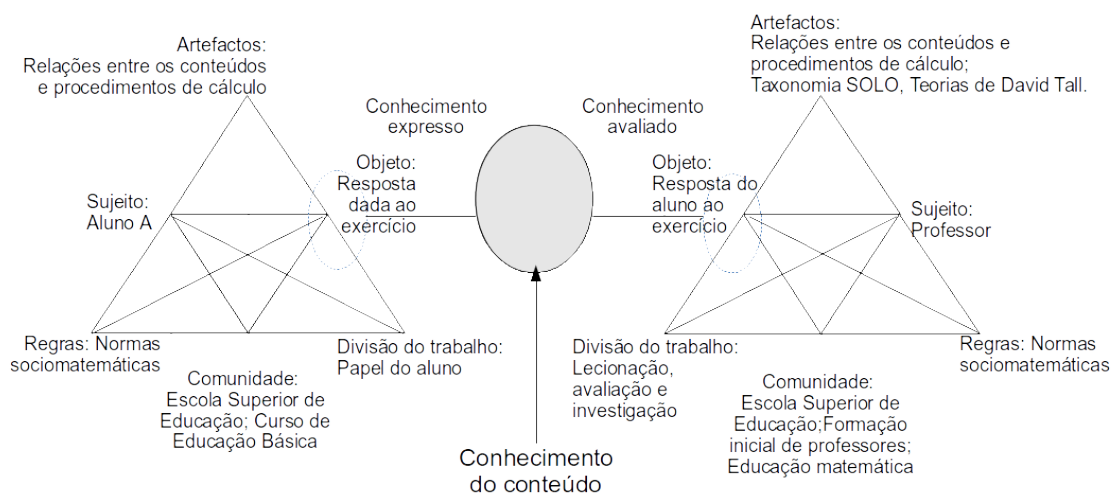 Artefactos:
Relações entre os conteúdos
e procedimentos de cálculo
Conhecimento
expresso
Sujeito:
Aluno A
Objeto:
Resposta
dada ao
exercício
Regras: Normas
sociomatemáticas
Divisão do trabalho:
Papel do aluno
Comunidade:
Escola Superior de
Educação; Curso de
Educação Básica
Conhecimento
do conteúdo
Artefactos:
Relações entre os conteúdos e
procedimentos de cálculo;
Taxonomia SOLO, Teorias de David Tall.
Conhecimento
avaliado
Objeto:
Resposta do
aluno ao
exercício
Sujeito:
Professor
Divisão do trabalho:
Lecionação,
avaliação e
investigação
Regras: Normas
sociomatemáticas
Comunidade:
Escola Superior de
Educação;Formação
inicial de professores;
Educação matemática